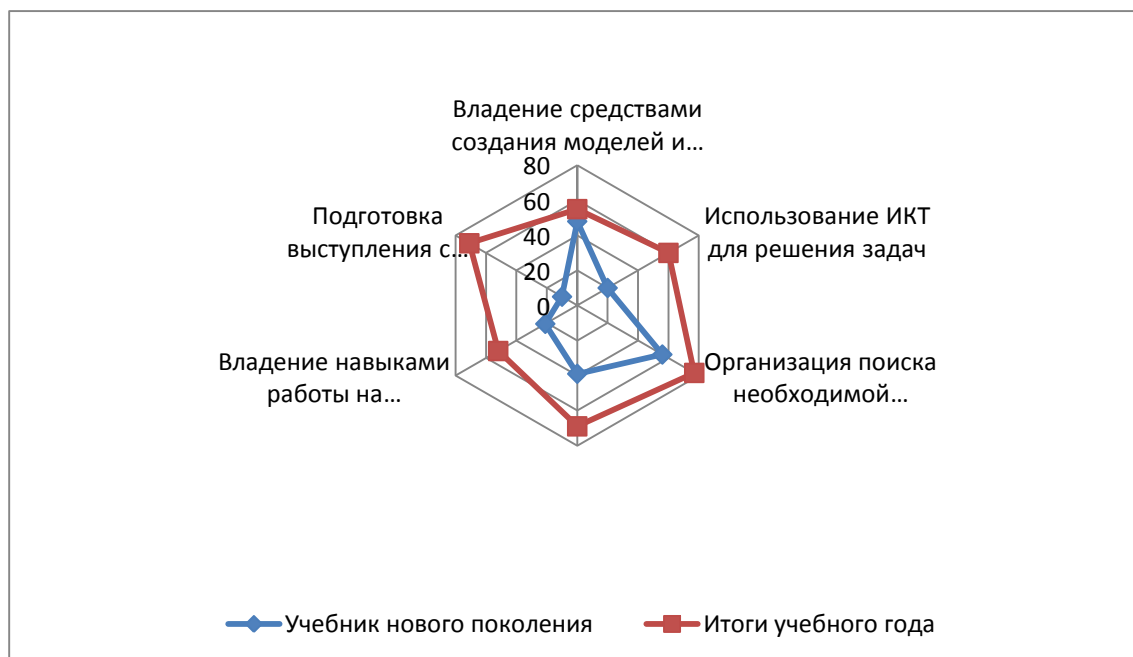 Владение средствами
создания моделей и…
80
60
40
20
0
Использование ИКТ
для решения задач
Организация поиска
необходимой…
Владение навыками
работы на…
Подготовка
выступления с…
Учебник нового поколения
Итоги учебного года